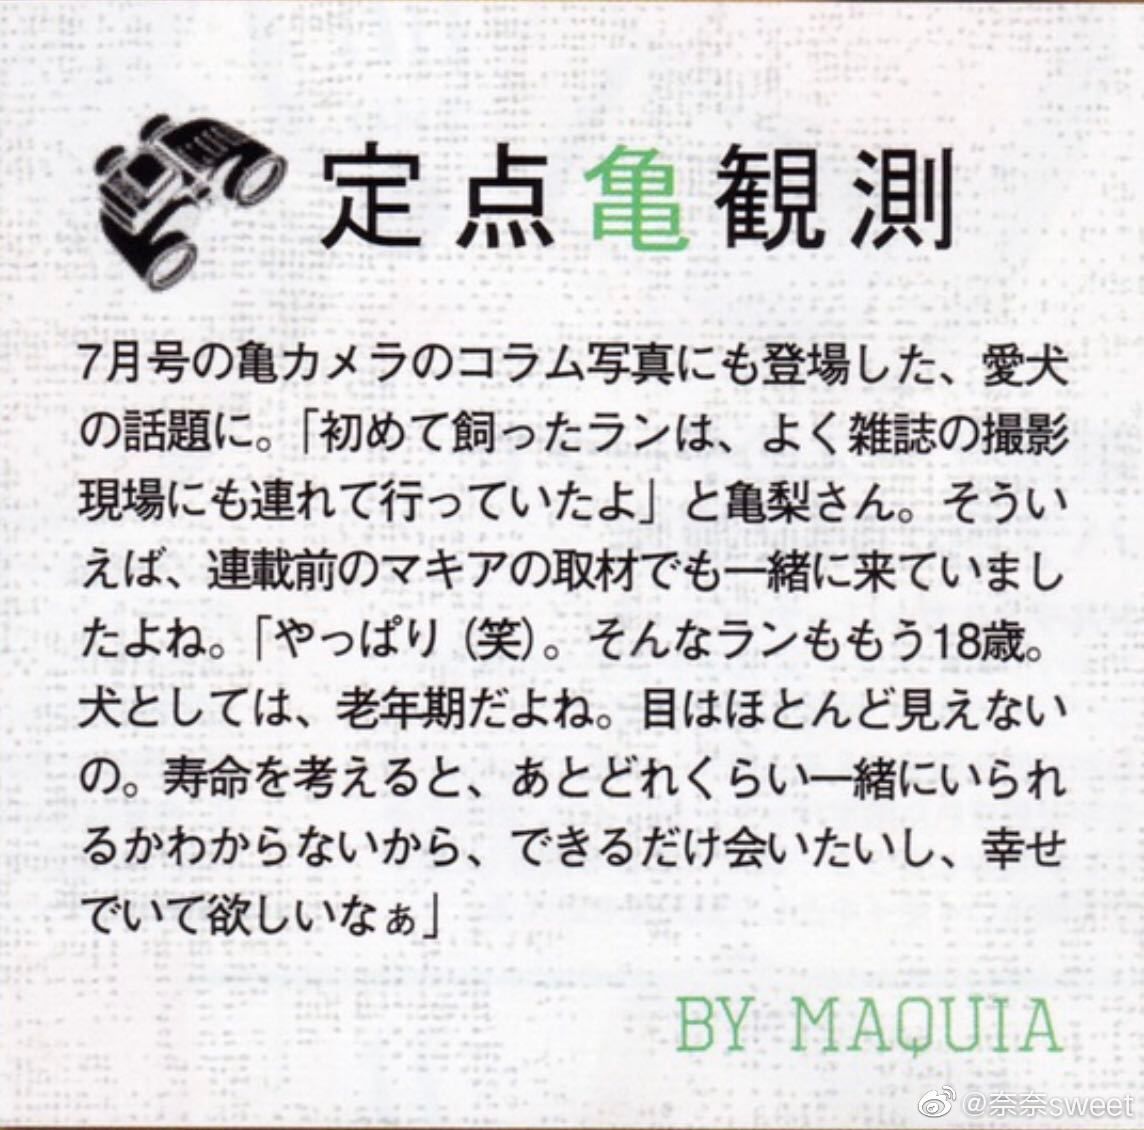 定点亀観測
7月号の亀カメラのコラム写真にも登場した、愛犬
の話題に。「初めて飼ったランは、よく雑誌の撮影
現場にも連れて行っていたよ」と亀梨さん。そうい
えば、連載前のマキアの取材でも一緒に来ていまし
たよね。「やっぱり（笑）。そんなランももう18歳。
犬としては、老年期だよね。目はほとんど見えない
の。寿命を考えると、あとどれくらい一緒にいられ
るかわからないから、できるだけ会いたいし、幸せ
でいて欲しいなぁ」
BY MAQUIA
@奈奈sweet